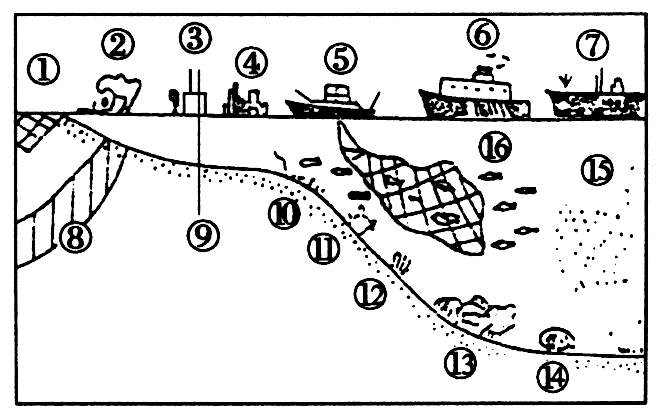 ① ② ③ ④ ⑤ ⑥ ⑦
⑯ ⑮
⑧ ⑨ ⑩ ⑪ ⑫ ⑬ ⑭